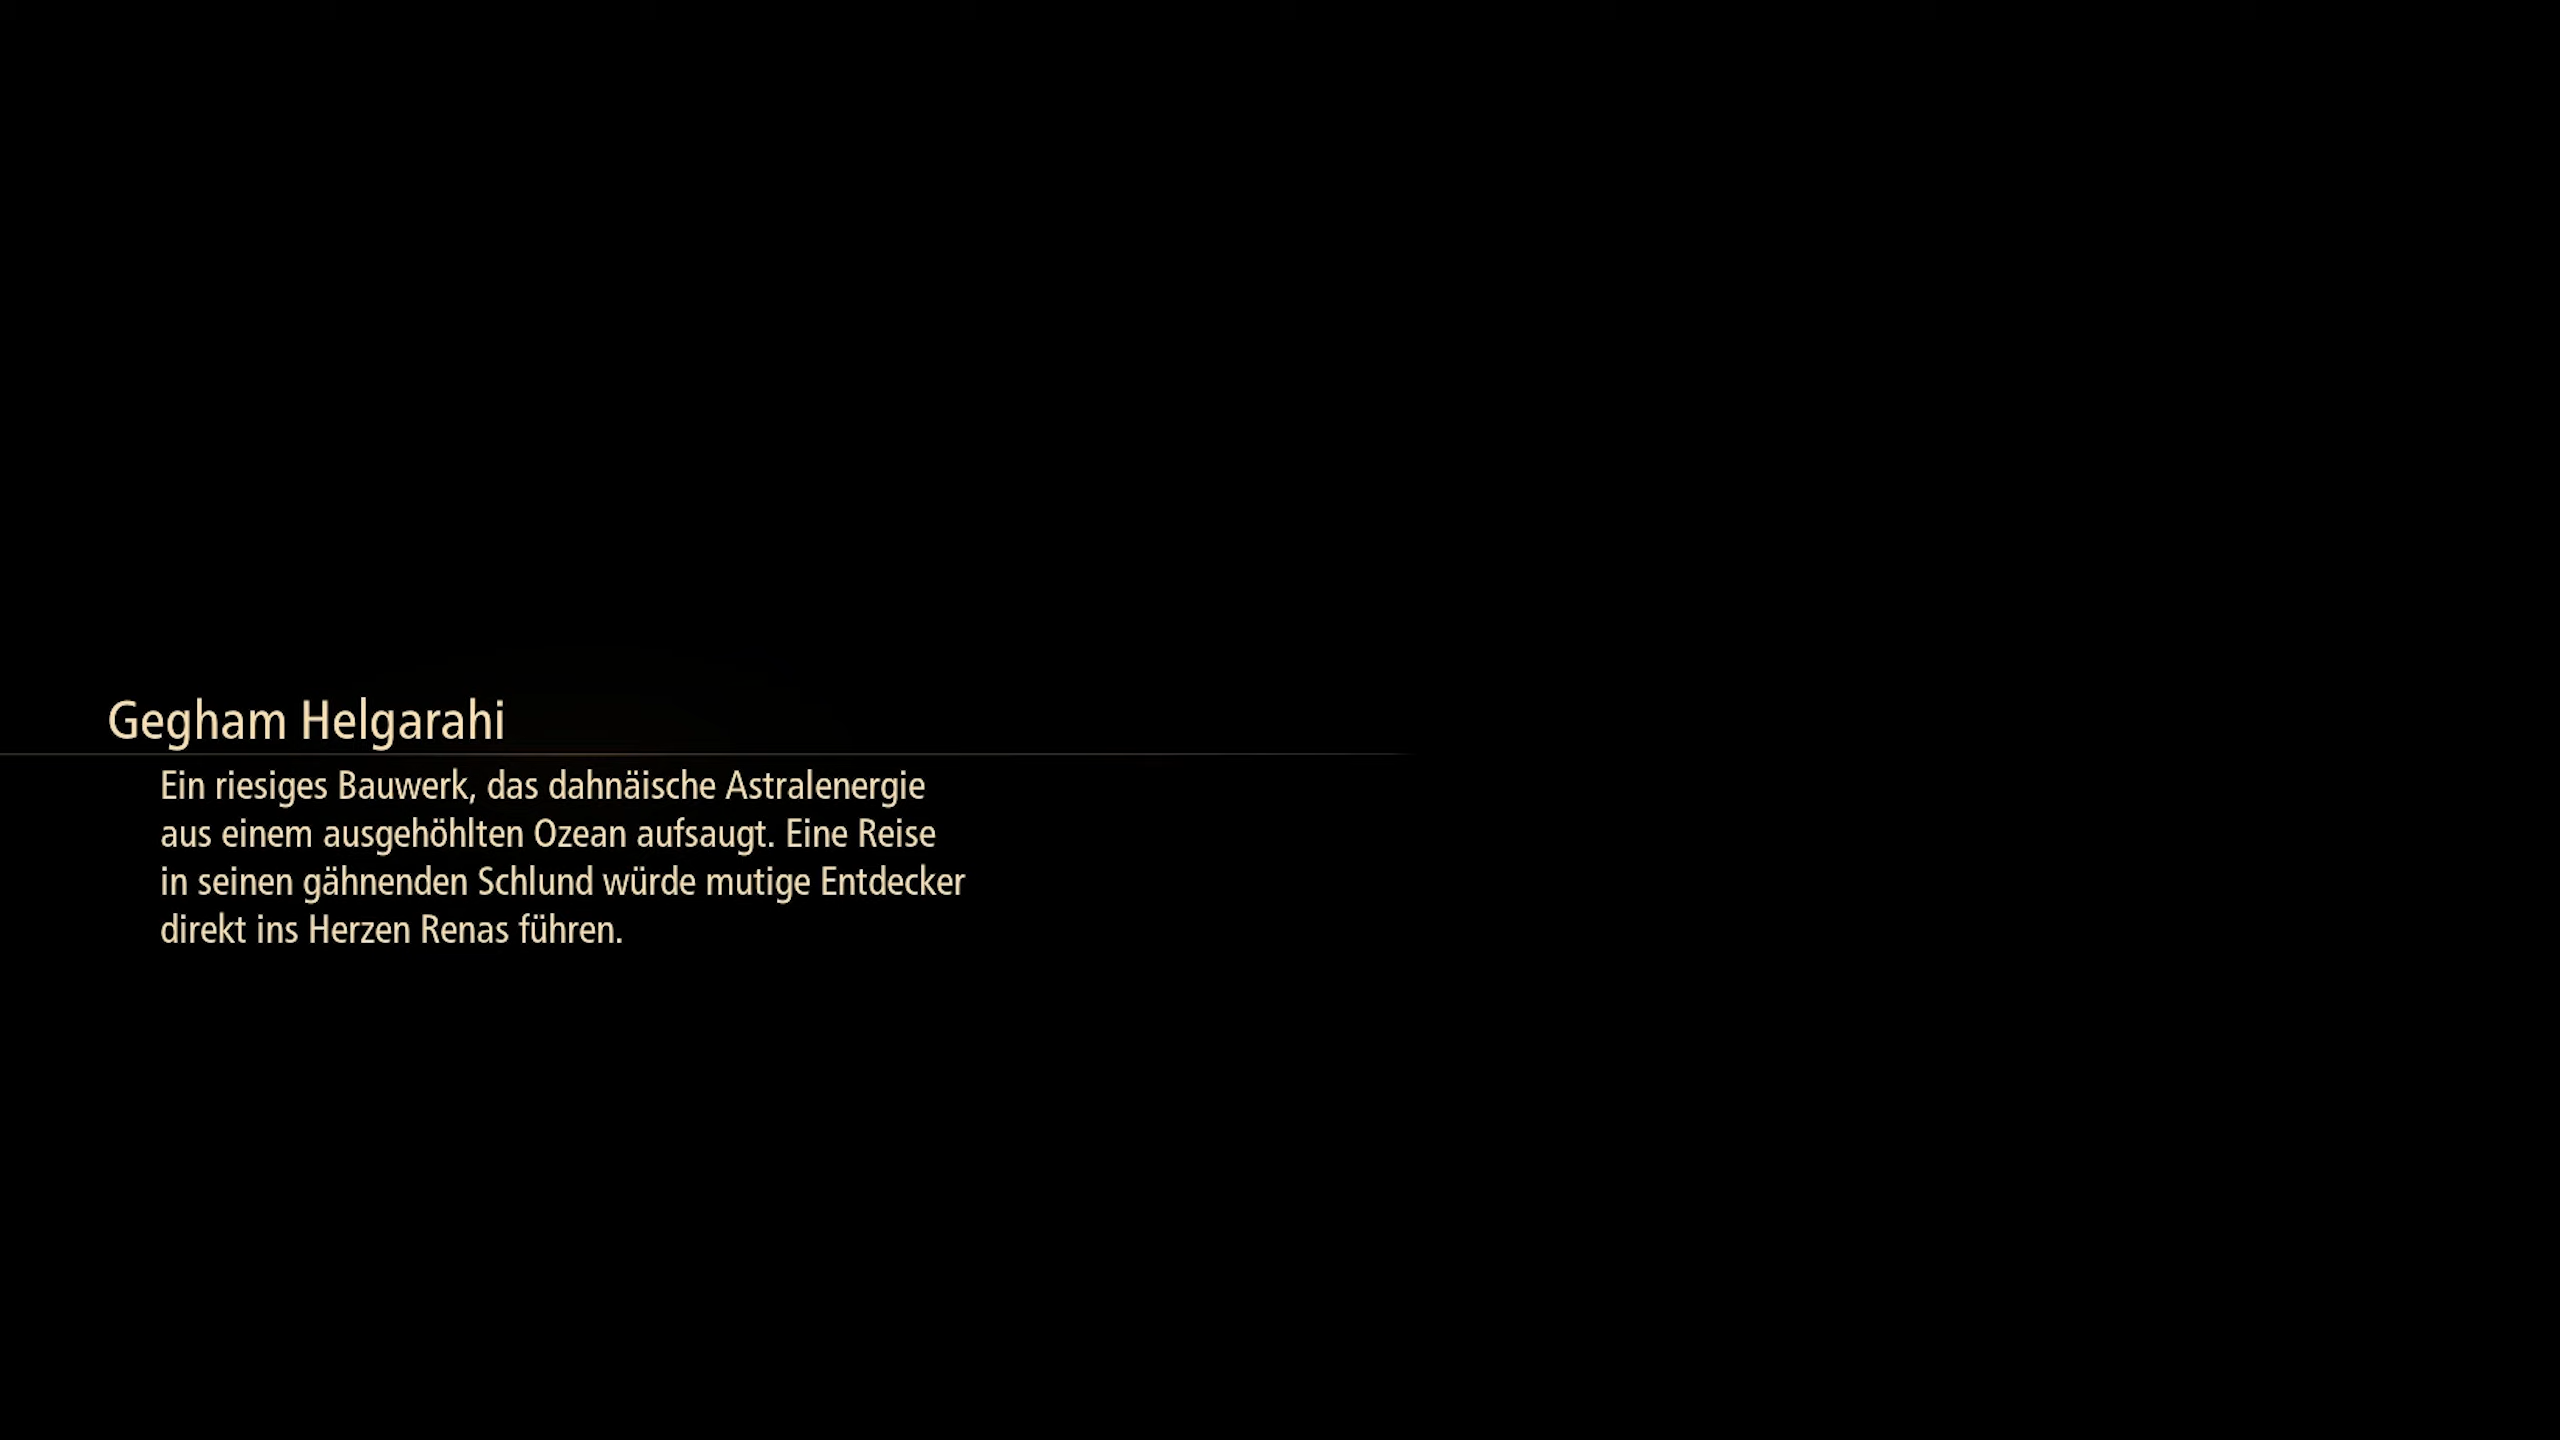 Gegham Helgarahi
Ein riesiges Bauwerk, das dahnäische Astralenergie
aus einem ausgehöhlten Ozean aufsaugt. Eine Reise
in seinen gähnenden Schlund würde mutige Entdecker
direkt ins Herzen Renas führen.